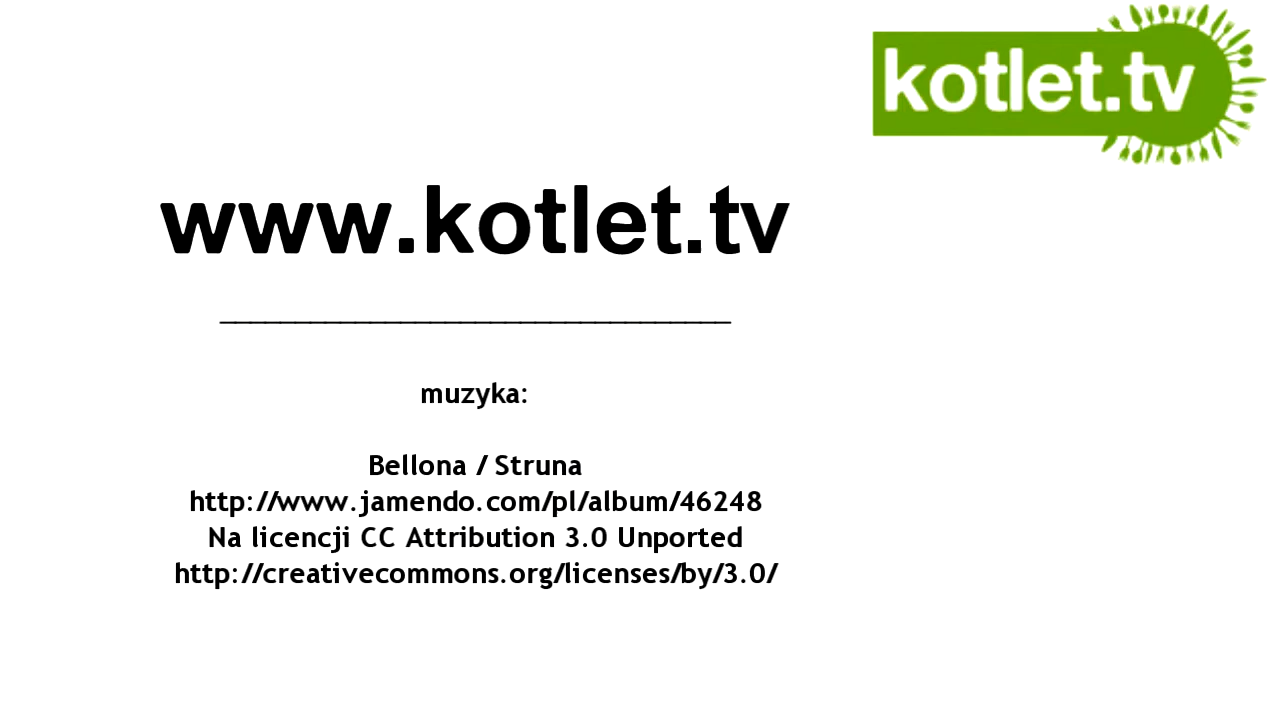 kotlet.tv
www.kotlet.tv
muzyka:
Bellona / Struna
http://www.jamendo.com/pl/album/46248
Na licencji CC Attribution 3.0 Unported
http://creativecommons.org/licenses/by/3.0/